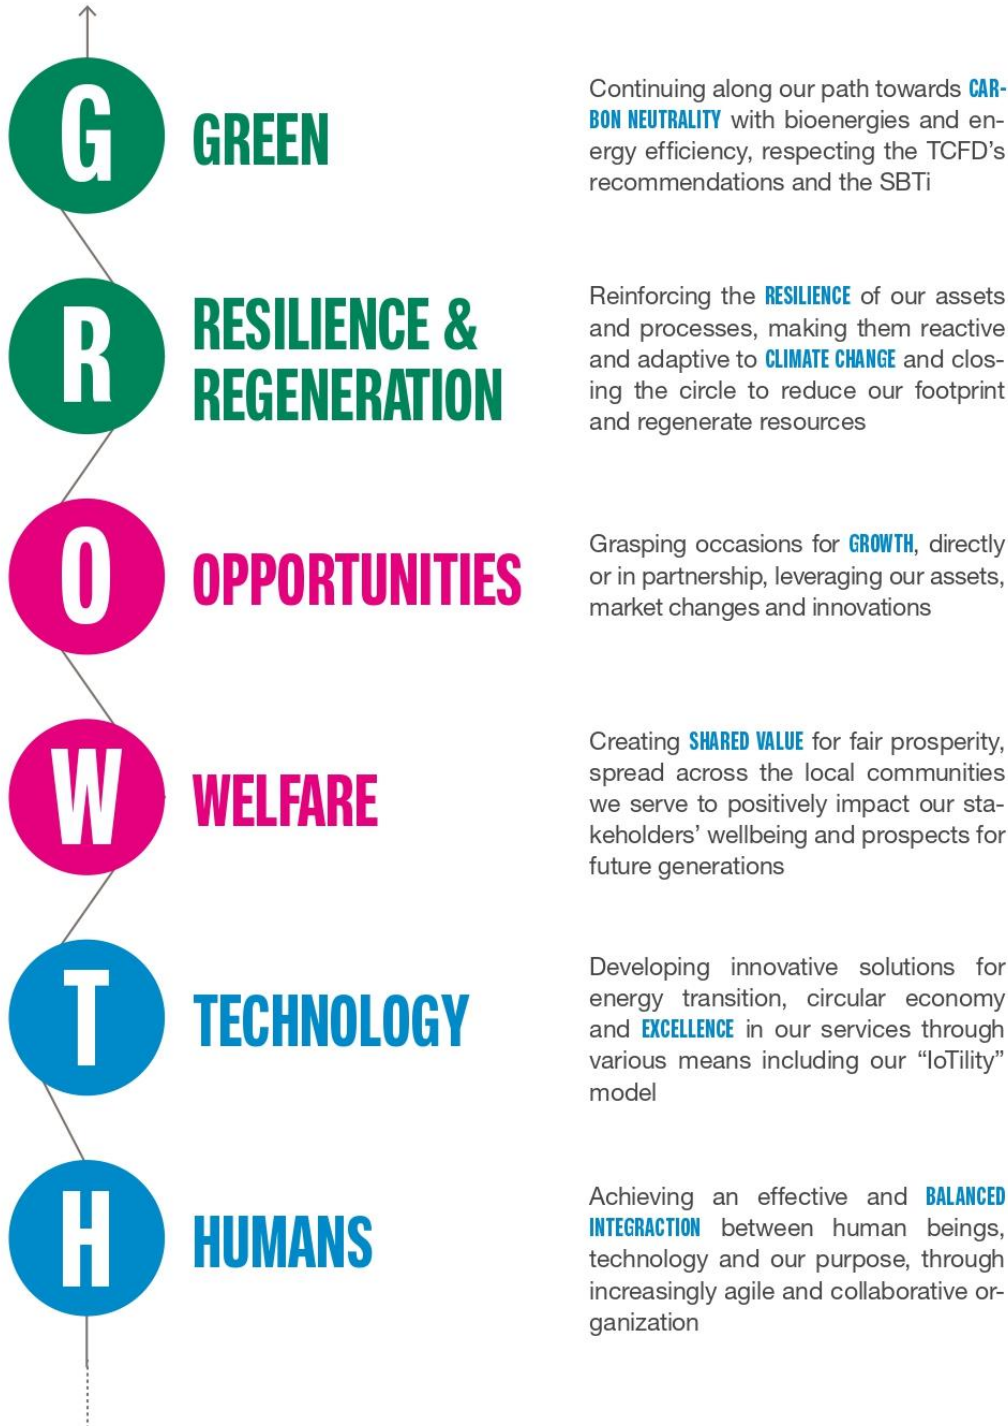 G
GREEN
Continuing along our path towards CAR-
BON NEUTRALITY with bioenergies and en-
ergy efficiency, respecting the TCFD's
recommendations and the SBTi
R
RESILIENCE &
REGENERATION
Reinforcing the RESILIENCE of our assets
and processes, making them reactive
and adaptive to CLIMATE CHANGE and clos-
ing the circle to reduce our footprint
and regenerate resources
O
OPPORTUNITIES
Grasping occasions for GROWTH, directly
or in partnership, leveraging our assets,
market changes and innovations
W
WELFARE
Creating SHARED VALUE for fair prosperity,
spread across the local communities
we serve to positively impact our sta-
keholders' wellbeing and prospects for
future generations
T
TECHNOLOGY
Developing innovative solutions for
energy transition, circular economy
and EXCELLENCE in our services through
various means including our “IoTility”
model
H
HUMANS
Achieving an effective and BALANCED
INTEGRACTION between human beings,
technology and our purpose, through
increasingly agile and collaborative or-
ganization